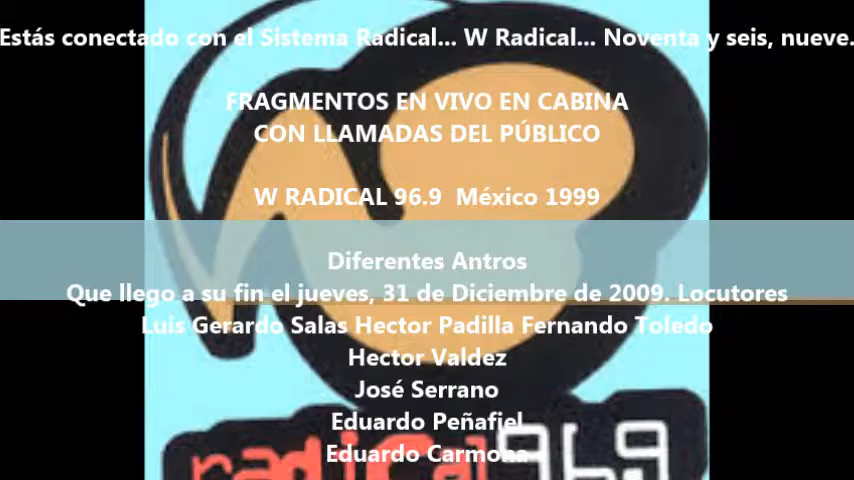 Estás conectado con el Sistema Radical... W Radical... Noventa y seis, nueve.
FRAGMENTOS EN VIVO EN CABINA
CON LLAMADAS DEL PÚBLICO
W RADICAL 96.9 México 1999
Diferentes Antros
Que llego a su fin el jueves, 31 de Diciembre de 2009. Locutores
Luis Gerardo Salas Hector Padilla Fernando Toledo
Hector Valdez
José Serrano
Eduardo Peñafiel
Eduardo Carmona
radical 969